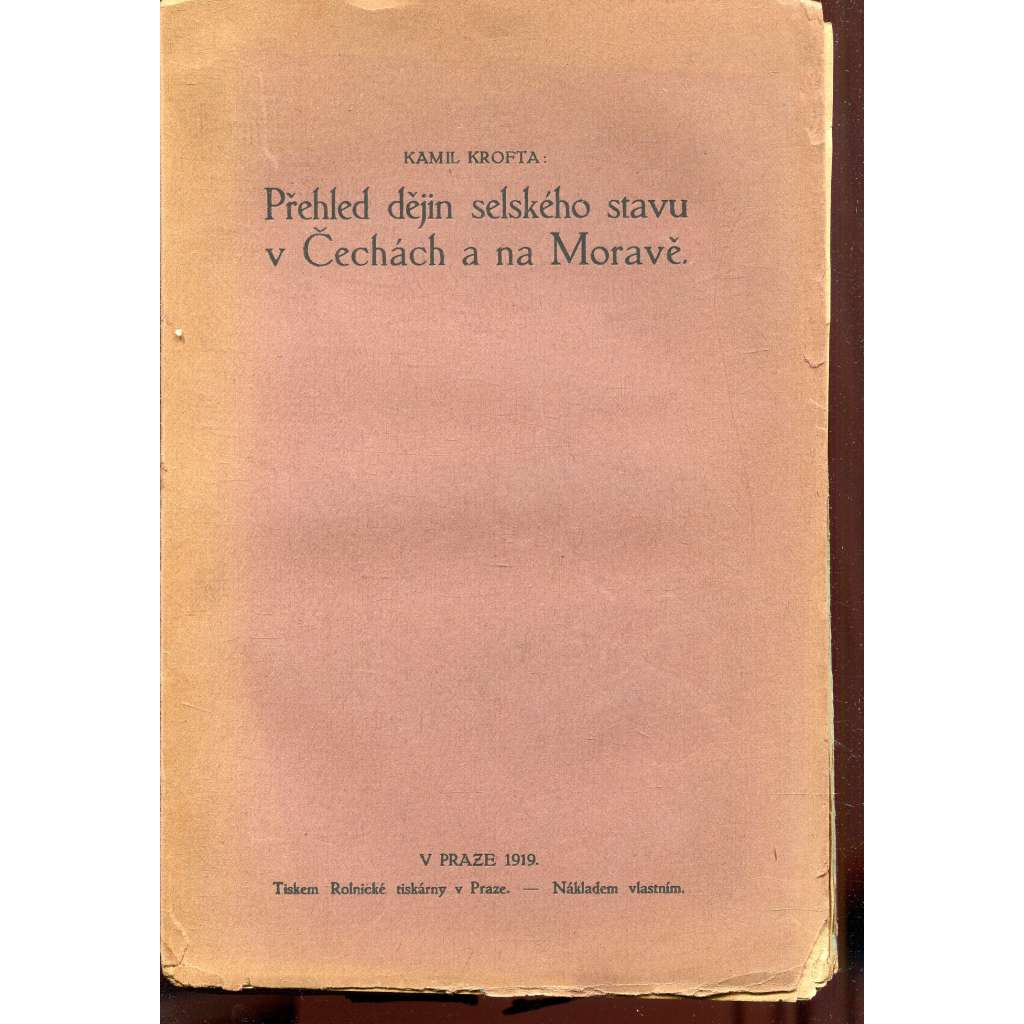 KAMIL KROFTA:
Přehled dějin selského stavu
v Čechách a na Moravě.
V PRAZE 1919.
Tiskem Rolnické tiskárny v Praze. — Nákladem vlastním.